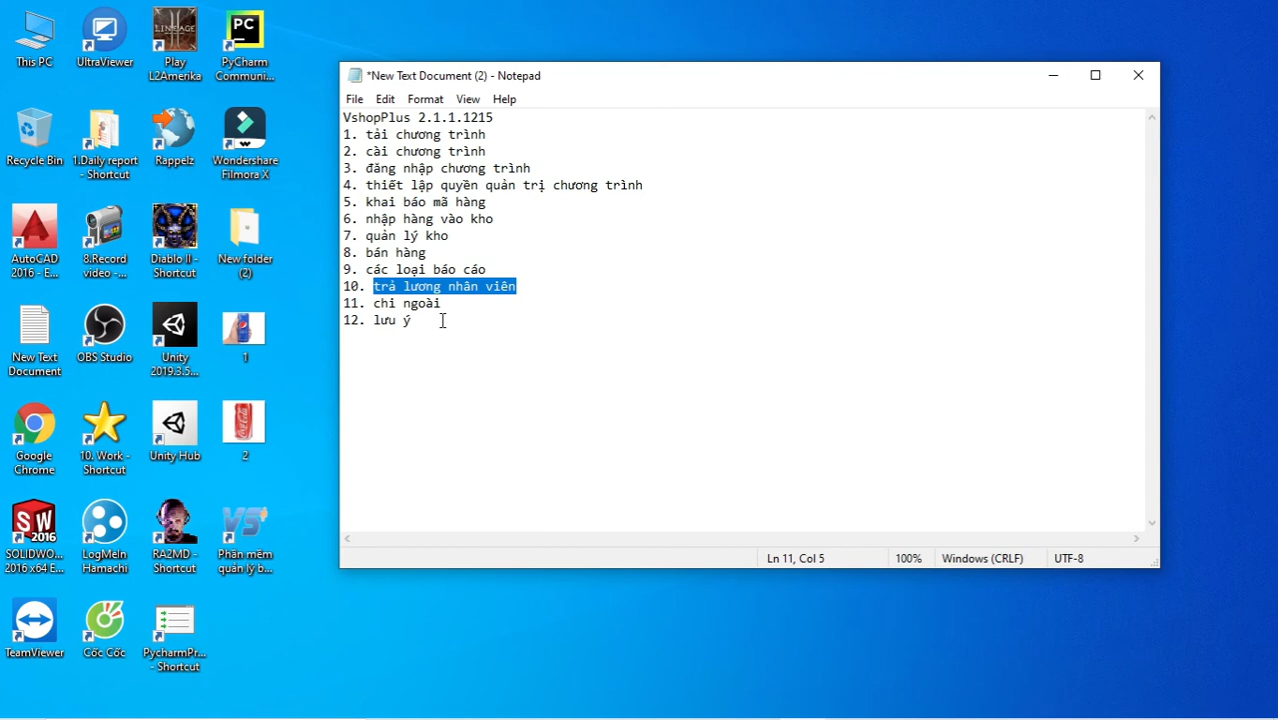 This PC
UltraViewer
Play
L2Amerika
PyCharm
Communi...
Recycle Bin
1.Daily report
- Shortcut
Rappelz
Wondershare
Filmora X
AutoCAD
2016 - E...
8.Record
video -...
Diablo II -
Shortcut
New folder
(2)
New Text
Document
OBS Studio
Unity
2019.3.5...
1
Google
Chrome
10. Work -
Shortcut
Unity Hub
2
SW
2016
SOLIDWO...
2016 x64 E...
LogMeIn
Hamachi
RA2MD -
Shortcut
VS
Phần mềm
quản lý b...
TeamViewer
Cốc Cốc
PycharmPr...
- Shortcut
LINEAGE
PC
Coca-Cola
*New Text Document (2) - Notepad
File Edit Format View Help
VshopPlus 2.1.1.1215
1. tải chương trình
2. cài chương trình
3. đăng nhập chương trình
4. thiết lập quyền quản trị chương trình
5. khai báo mã hàng
6. nhập hàng vào kho
7. quản lý kho
8. bán hàng
9. các loại báo cáo
10. trả lương nhân viên
11. chi ngoài
12. lưu ý
Ln 11, Col 5 100% Windows (CRLF) UTF-8